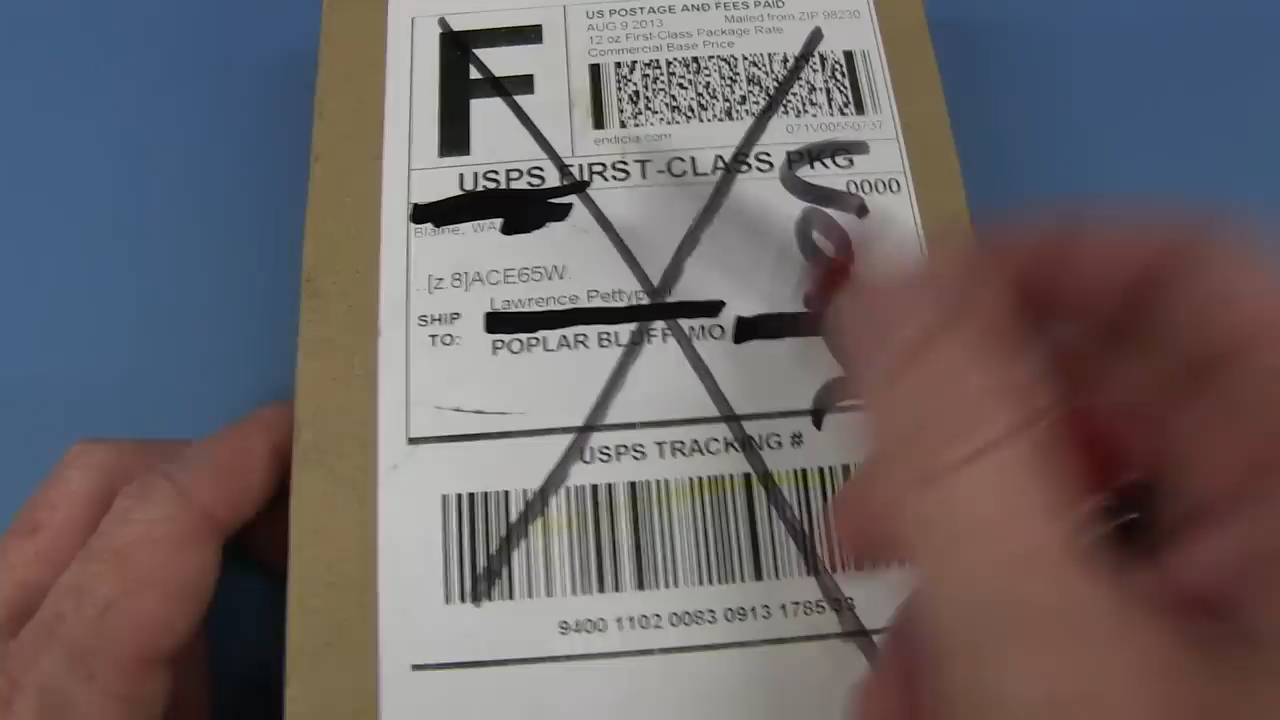 F
US POSTAGE AND FEES PAID
AUG 9 2013 Mailed from ZIP 98230
12 oz First-Class Package Rate
Commercial Base Price
endicia.com 071V00550737
USPS FIRST-CLASS PKG
0000
Blaine, WA
[z.8]ACE65W
Lawrence
SHIP TO:
POPLAR BLUFF MO
USPS TRACKING #
9400 1102 0083 0913 1785